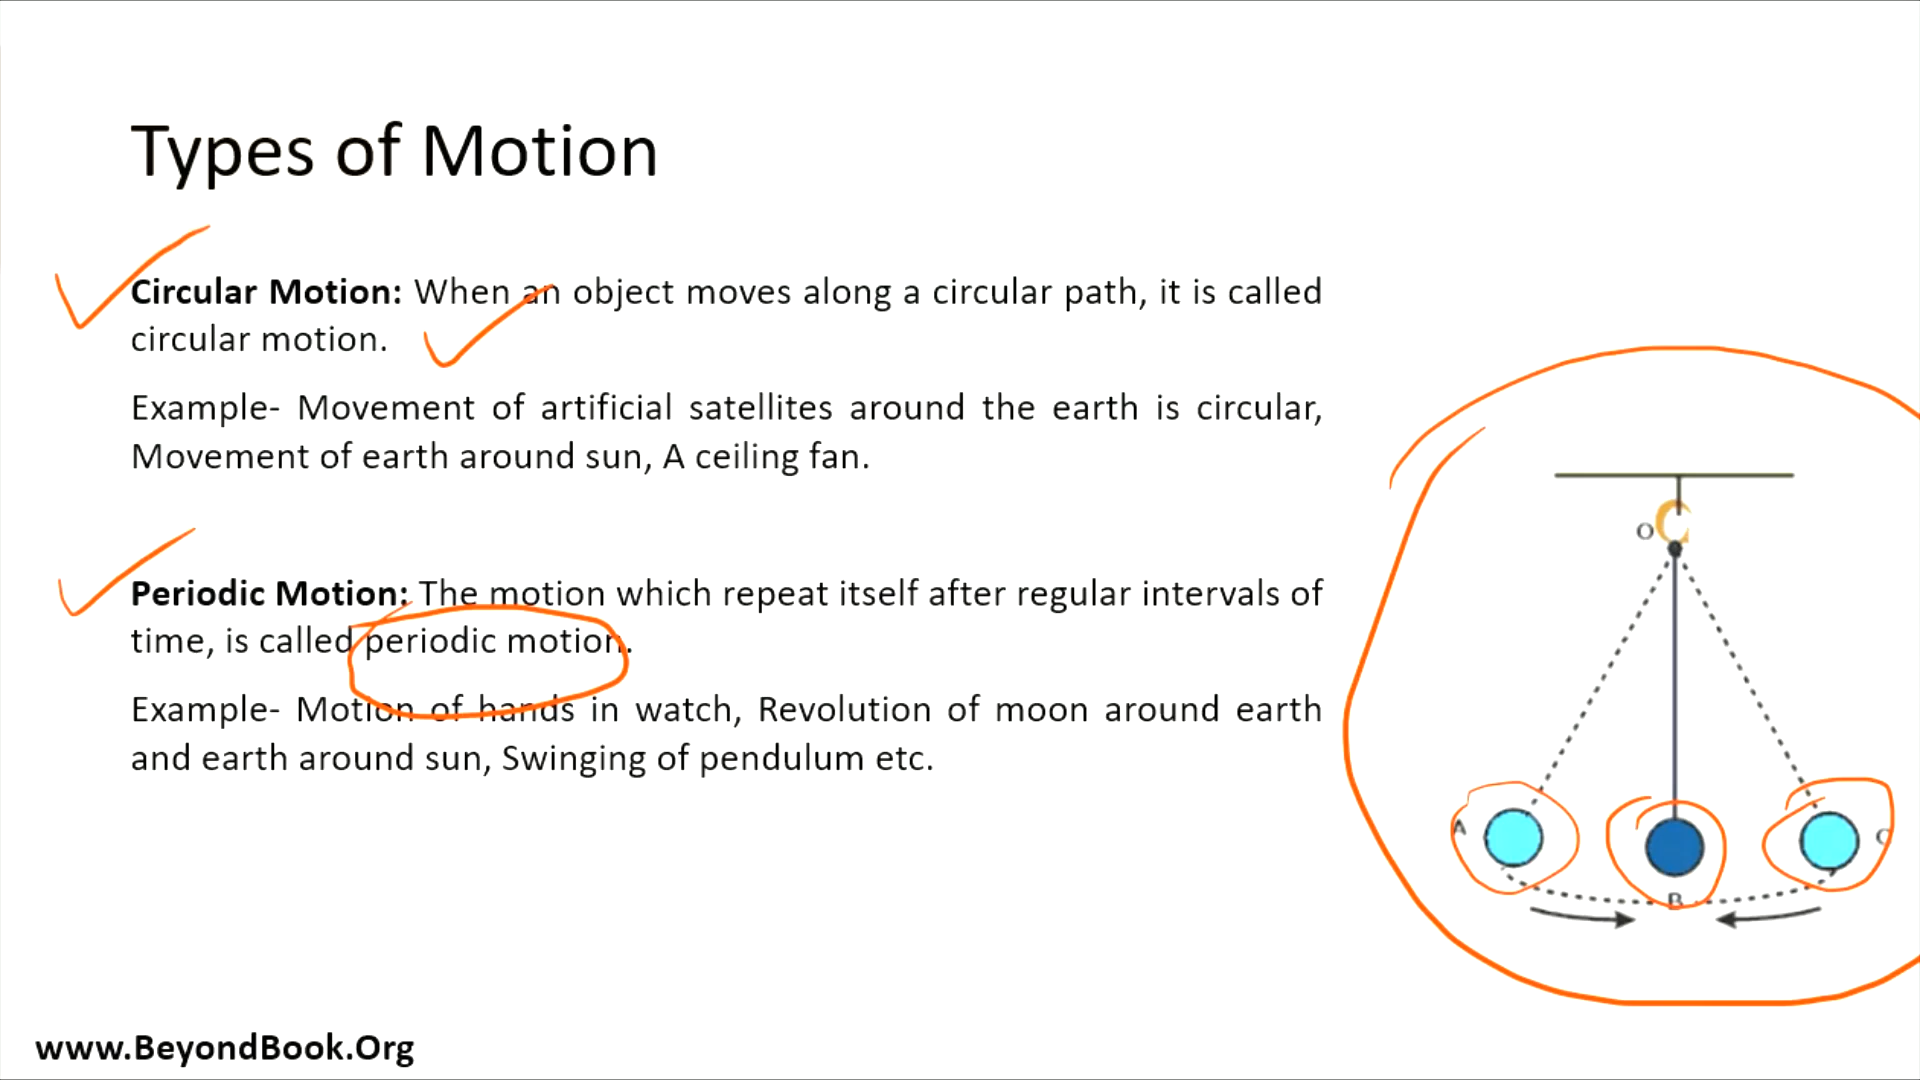 Types of Motion
Circular Motion: When an object moves along a circular path, it is called
circular motion.
Example- Movement of artificial satellites around the earth is circular,
Movement of earth around sun, A ceiling fan.
Periodic Motion: The motion which repeat itself after regular intervals of
time, is called periodic motion.
Example- Motion of hands in watch, Revolution of moon around earth
and earth around sun, Swinging of pendulum etc.
O
A
C
B
www.BeyondBook.Org